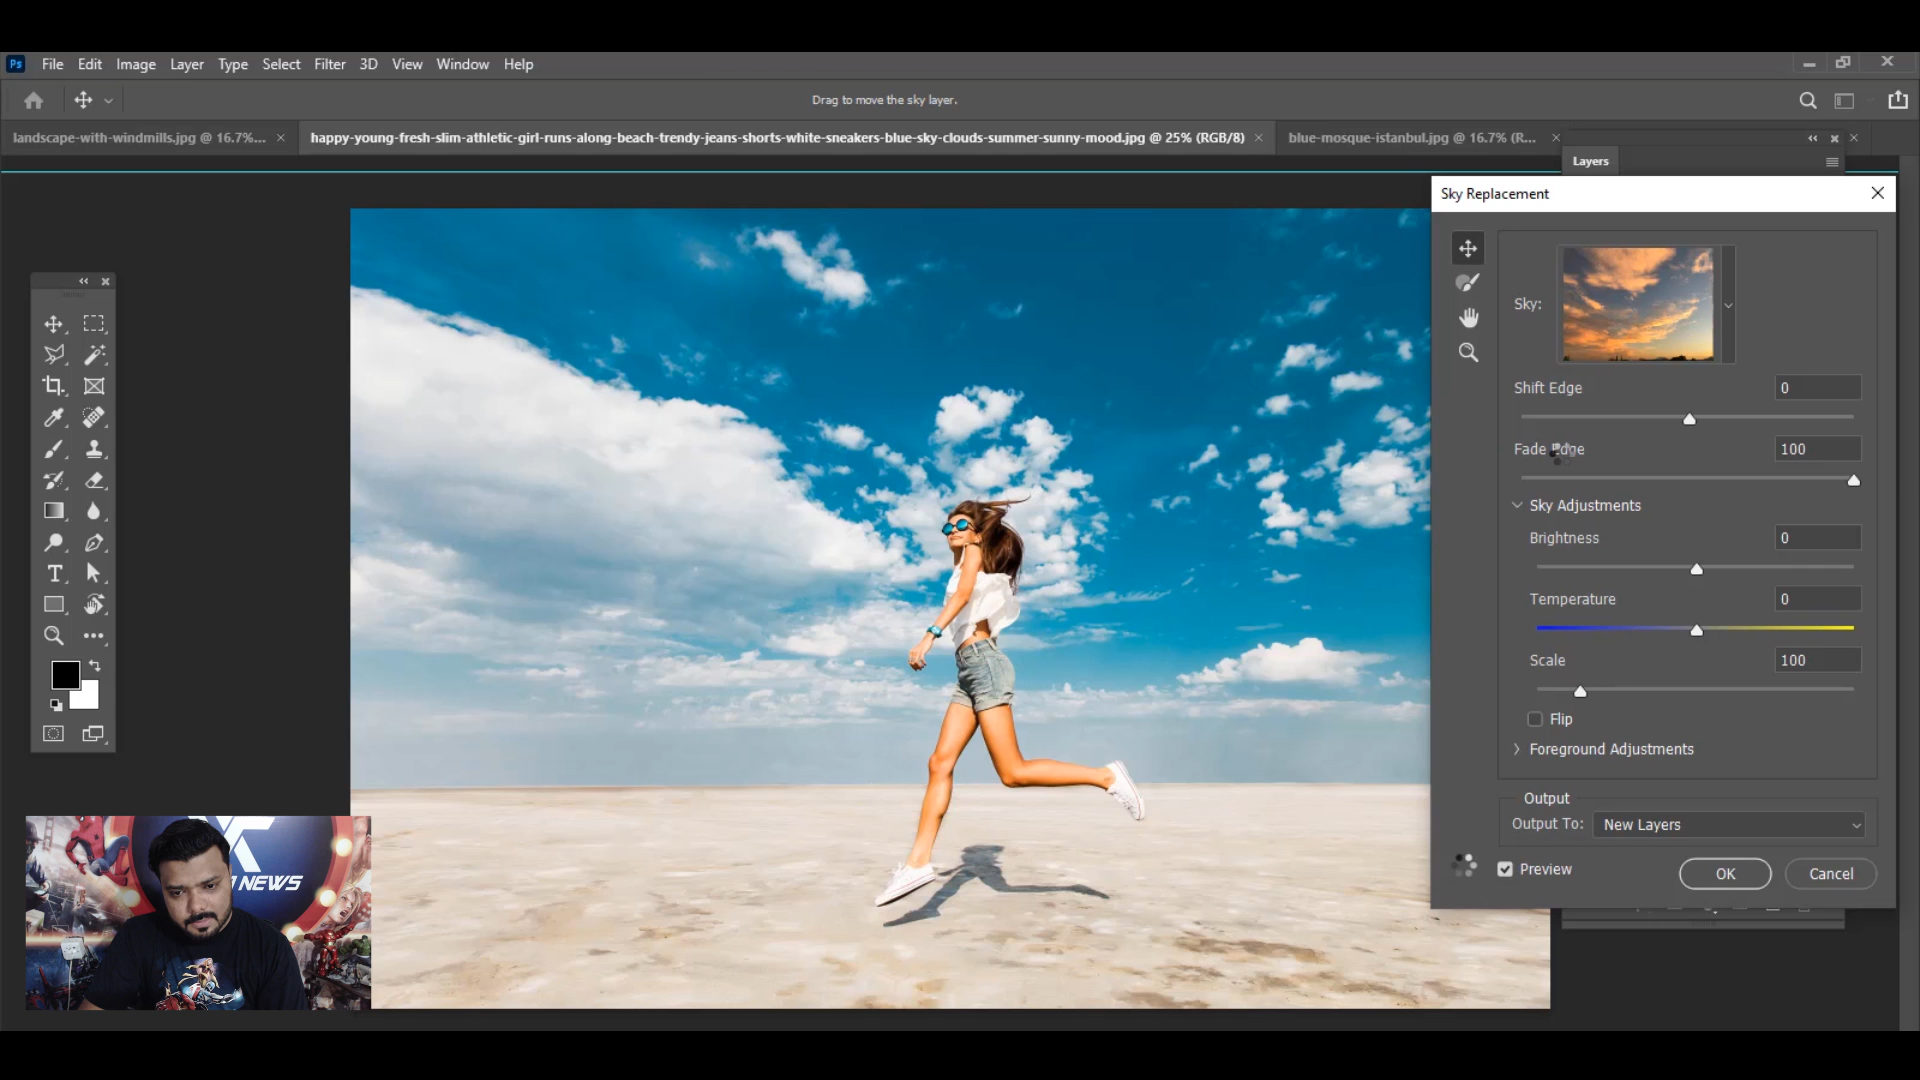 Ps File Edit Image Layer Type Select Filter 3D View Window Help
Drag to move the sky layer.
landscape-with-windmills.jpg @ 16.7%...
happy-young-fresh-slim-athletic-girl-runs-along-beach-trendy-jeans-shorts-white-sneakers-blue-sky-clouds-summer-sunny-mood.jpg @ 25% (RGB/8)
blue-mosque-istanbul.jpg @ 16.7% (R...
Layers
Sky Replacement
Sky:
Shift Edge 0
Fade Edge 100
Sky Adjustments
Brightness 0
Temperature 0
Scale 100
Flip
Foreground Adjustments
Output
Output To: New Layers
Preview
OK
Cancel
NEWS